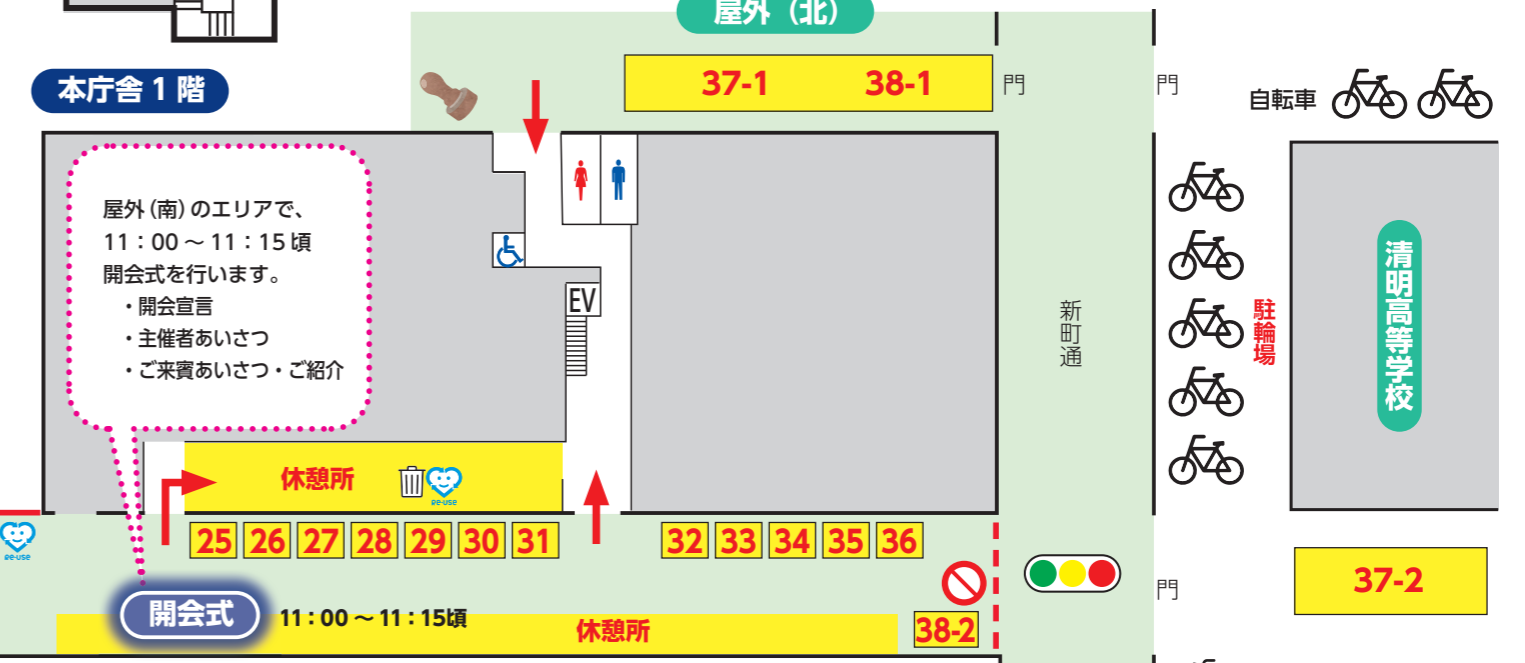 屋外（北）
本庁舎 1 階
37-1
38-1
門
門
自転車
屋外（南）のエリアで、
11：00 〜 11：15 頃
開会式を行います。
・開会宣言
・主催者あいさつ
・ご来賓あいさつ・ご紹介
EV
新町通
駐輪場
清明高等学校
休憩所
Re-use
Re-use
25
26
27
28
29
30
31
32
33
34
35
36
門
37-2
開会式
11：00 〜 11：15頃
休憩所
38-2